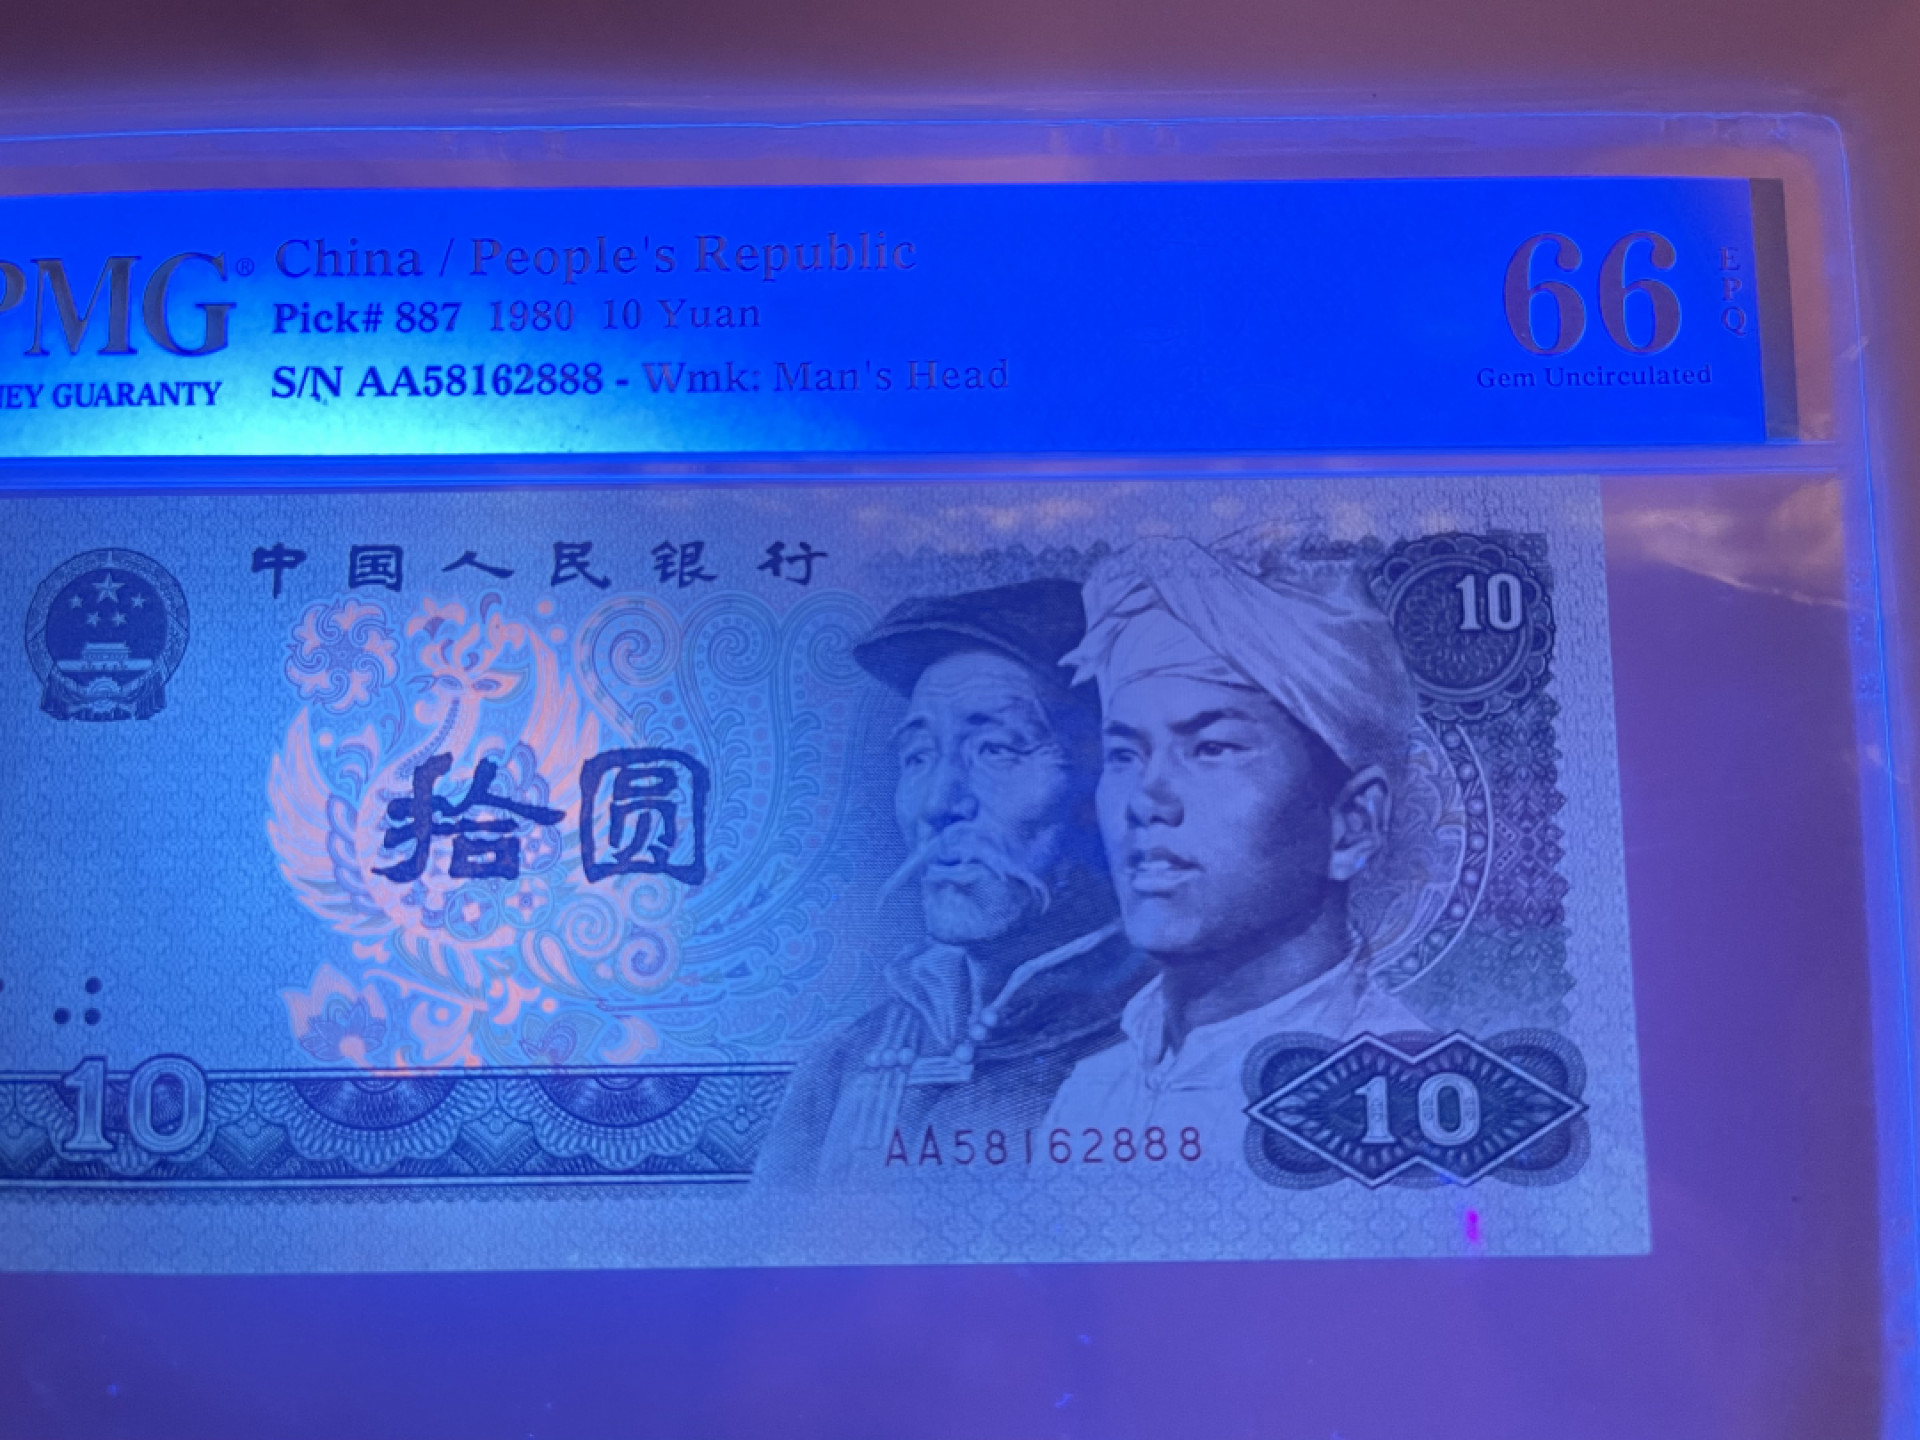 PMG®
China / People's Republic
Pick# 887 1980 10 Yuan
S/N AA58162888 - Wmk: Man's Head
GUARANTY
66
EPQ
Gem Uncirculated
中国人民银行
10
拾圆
10
10
AA58162888